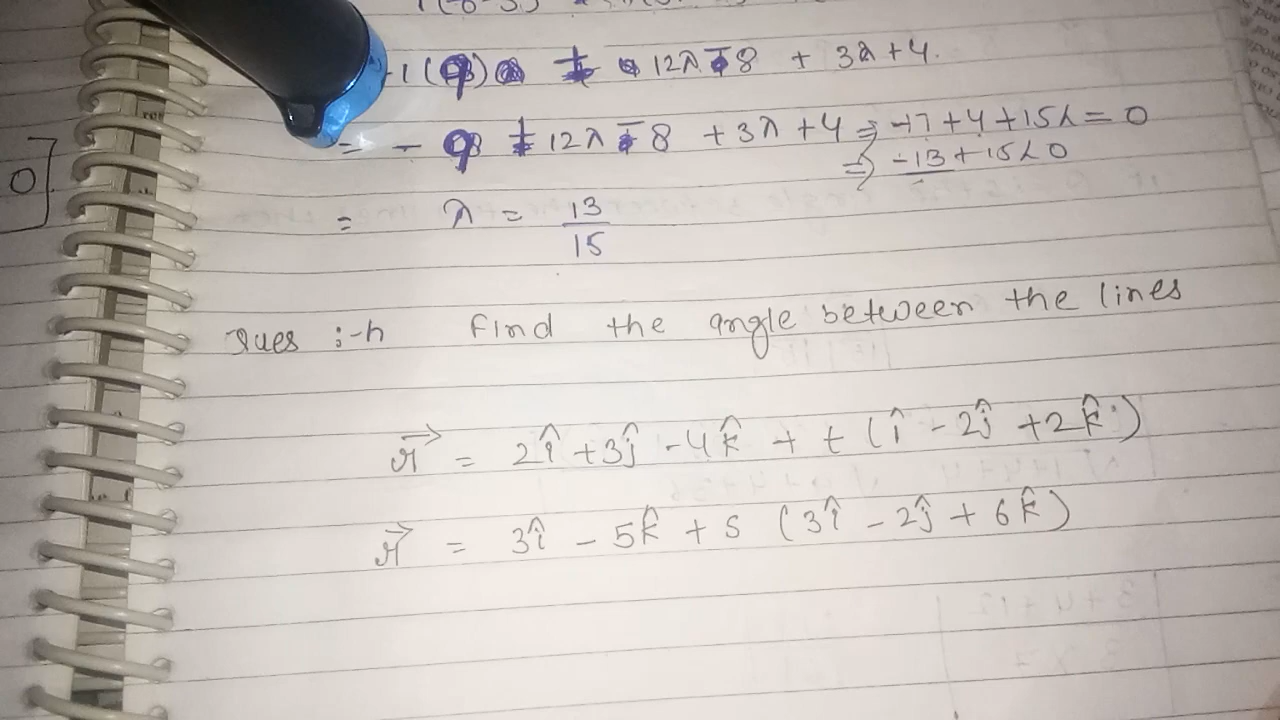 12λ - 8 + 3λ + 4.
= - 9 + 12λ - 8 + 3λ + 4 ⇒ -17 + 4 + 15λ = 0
⇒ -13 + 15λ 0
= λ = 13/15
Ques :-n Find the angle between the lines
r⃗ = 2î + 3ĵ - 4k̂ + t (î - 2ĵ + 2k̂)
r⃗ = 3î - 5k̂ + s (3î - 2ĵ + 6k̂)